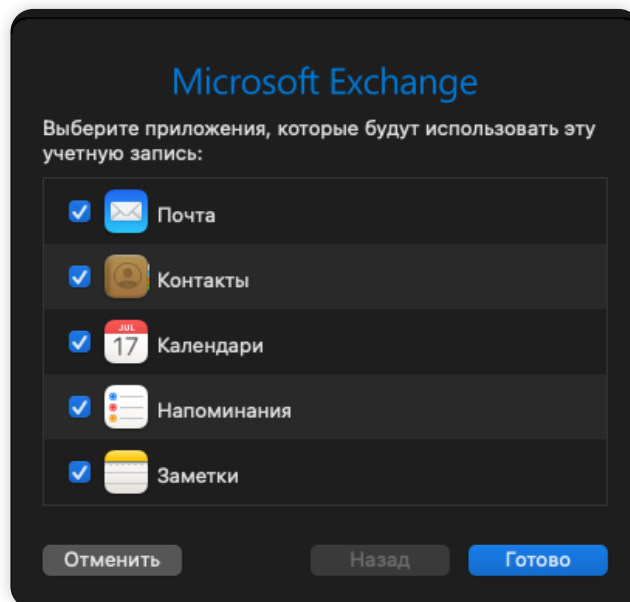 Microsoft Exchange
Выберите приложения, которые будут использовать эту
учетную запись:
Почта
Контакты
JUL
17
Календари
Напоминания
Заметки
Отменить
Назад
Готово